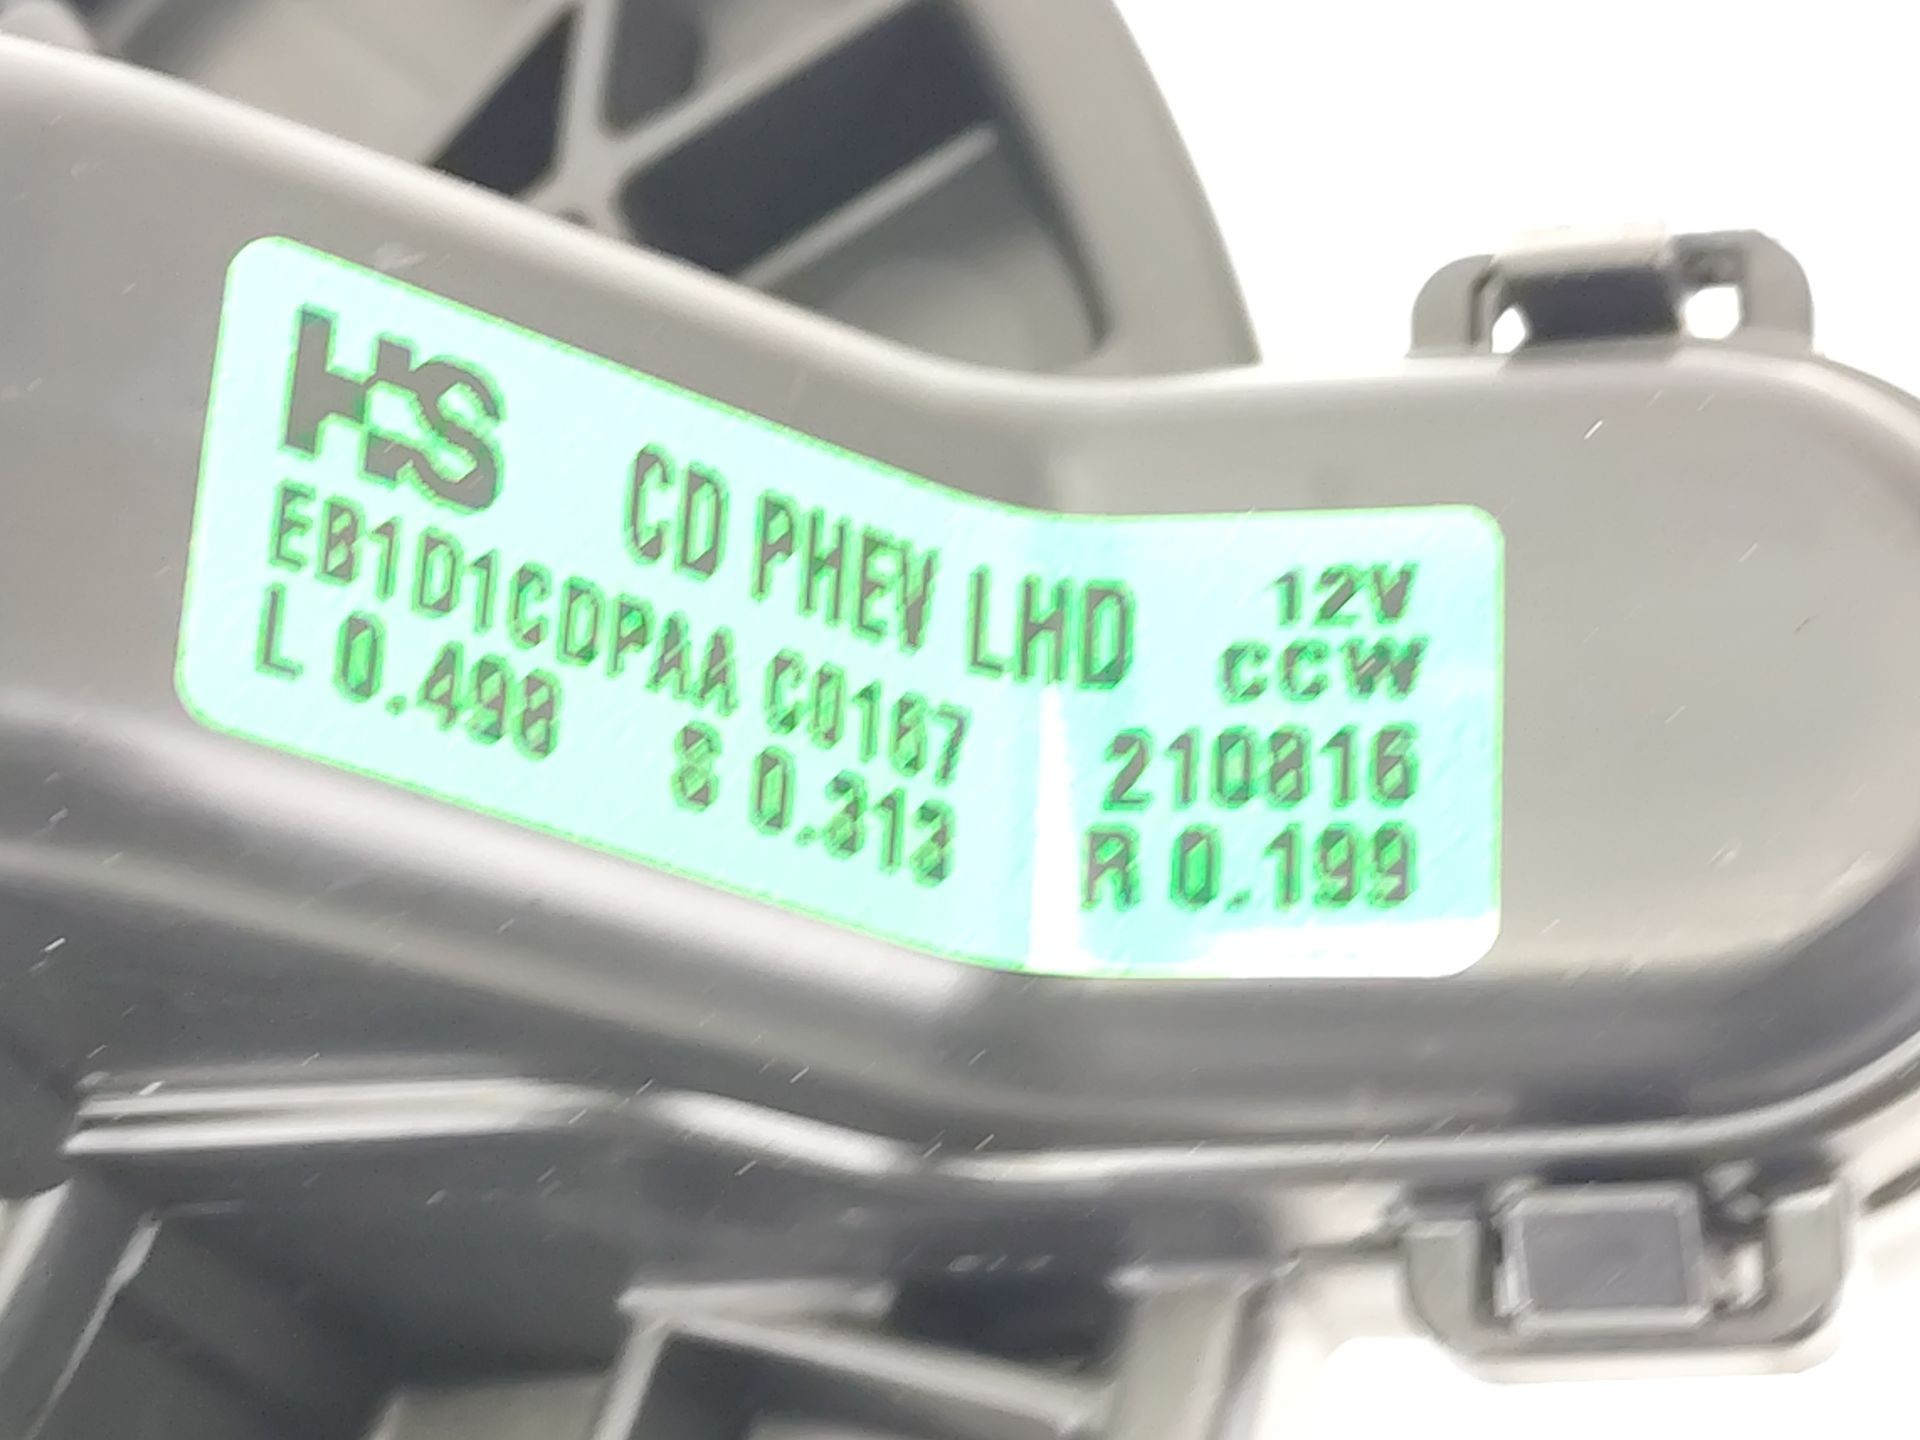 HS CD PHEV LHD 12V
EB1D1CDPAA C0167 CCW
210816
L 0.498 S 0.313 R 0.199